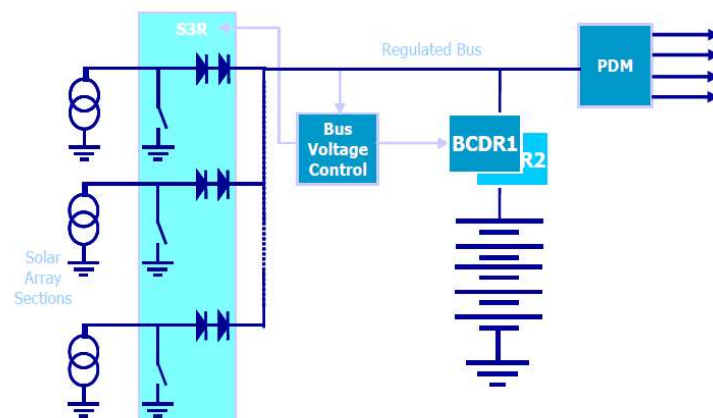 S3R
Regulated Bus
PDM
Bus
Voltage
Control
BCDR1
R2
Solar
Array
Sections